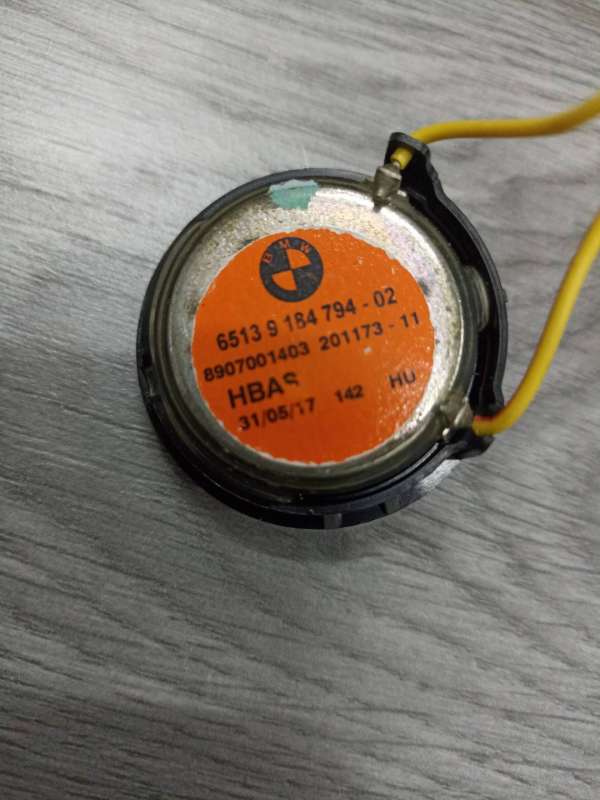 BMW
6513 9 184 794 - 02
8907001403 201173 - 11
HBAS
31/05/17 142 HU